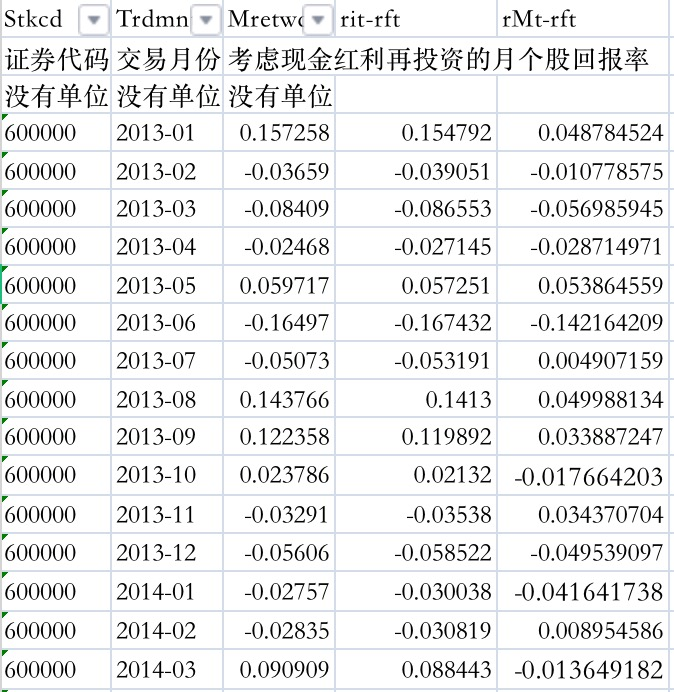 Stkcd Trdmn Mretwd rit-rft rMt-rft
证券代码 交易月份 考虑现金红利再投资的月个股回报率
没有单位 没有单位 没有单位
600000 2013-01 0.157258 0.154792 0.048784524
600000 2013-02 -0.03659 -0.039051 -0.010778575
600000 2013-03 -0.08409 -0.086553 -0.056985945
600000 2013-04 -0.02468 -0.027145 -0.028714971
600000 2013-05 0.059717 0.057251 0.053864559
600000 2013-06 -0.16497 -0.167432 -0.142164209
600000 2013-07 -0.05073 -0.053191 0.004907159
600000 2013-08 0.143766 0.1413 0.049988134
600000 2013-09 0.122358 0.119892 0.033887247
600000 2013-10 0.023786 0.02132 -0.017664203
600000 2013-11 -0.03291 -0.03538 0.034370704
600000 2013-12 -0.05606 -0.058522 -0.049539097
600000 2014-01 -0.02757 -0.030038 -0.041641738
600000 2014-02 -0.02835 -0.030819 0.008954586
600000 2014-03 0.090909 0.088443 -0.013649182